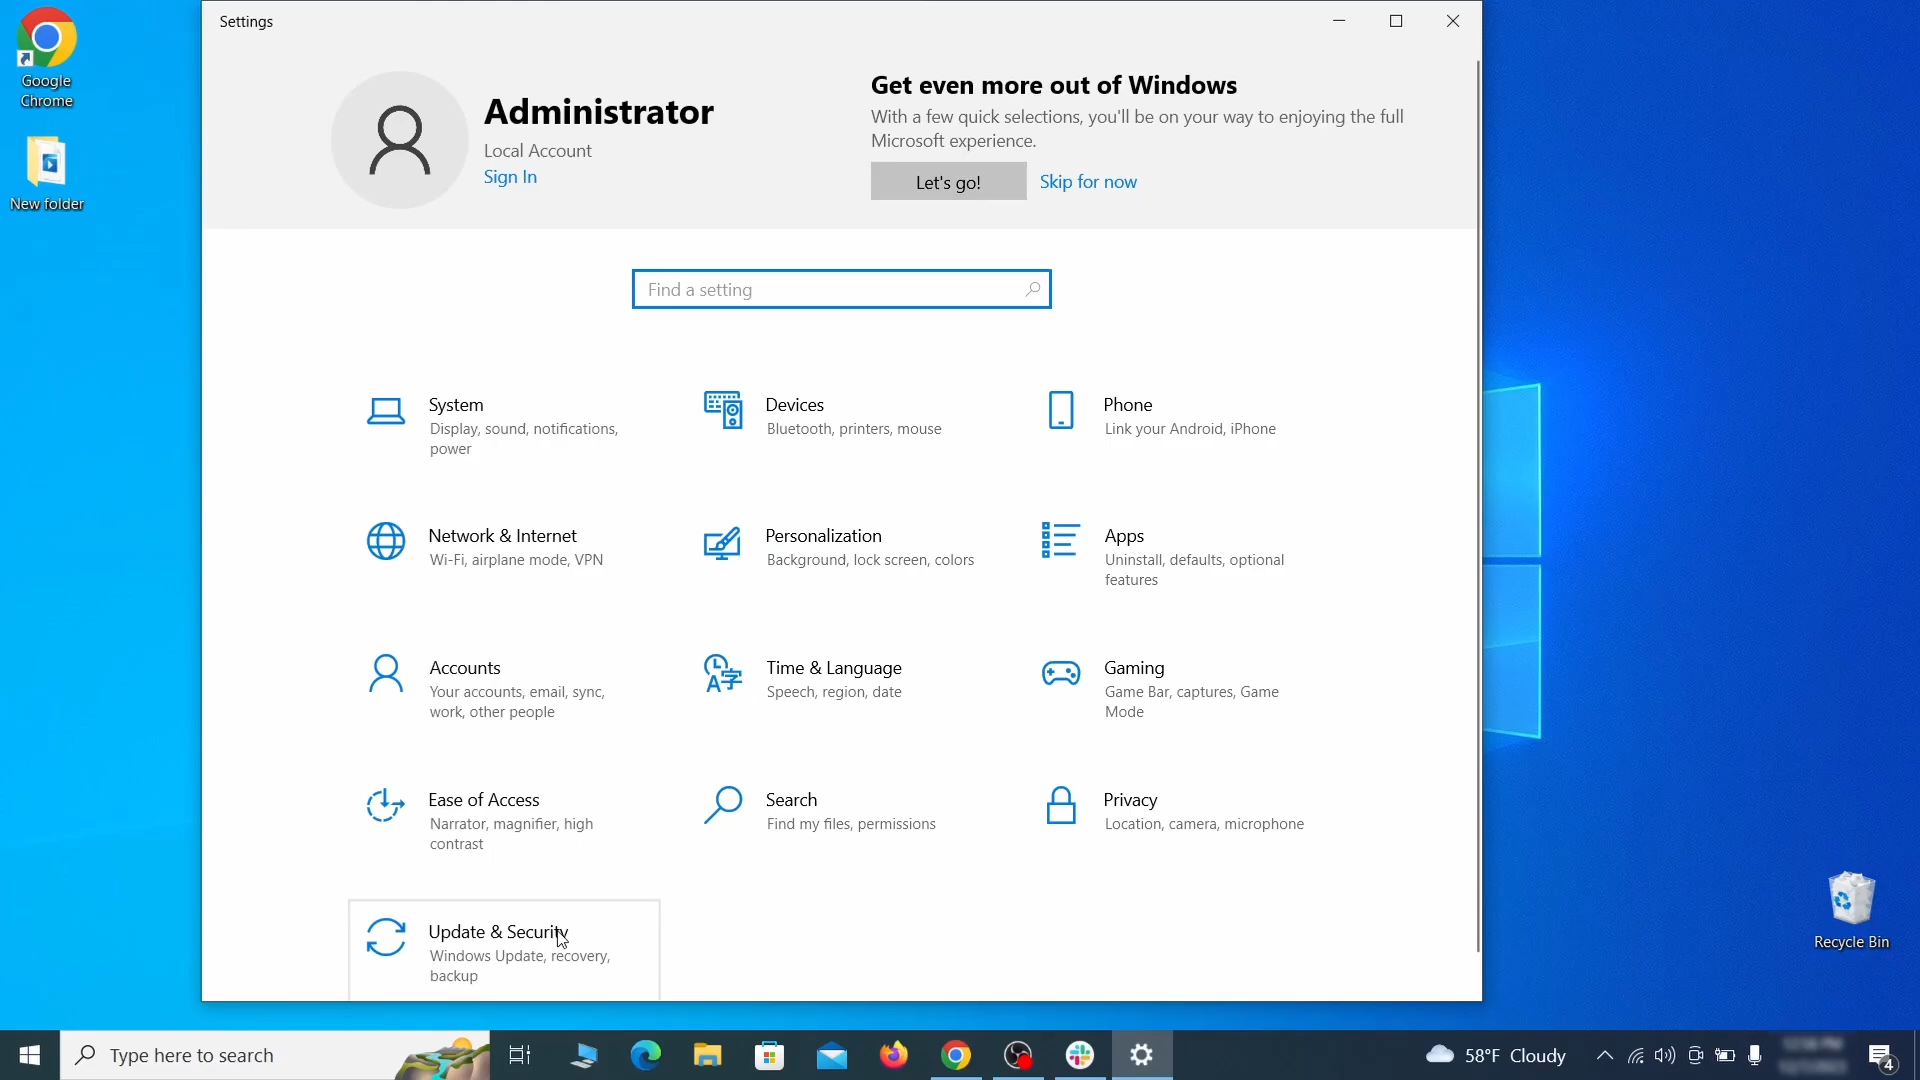 Google
Chrome
New folder
Settings
Administrator
Local Account
Sign In
Get even more out of Windows
With a few quick selections, you'll be on your way to enjoying the full
Microsoft experience.
Let's go!
Skip for now
Find a setting
System
Display, sound, notifications,
power
Devices
Bluetooth, printers, mouse
Phone
Link your Android, iPhone
Network & Internet
Wi-Fi, airplane mode, VPN
Personalization
Background, lock screen, colors
Apps
Uninstall, defaults, optional
features
Accounts
Your accounts, email, sync,
work, other people
Time & Language
Speech, region, date
Gaming
Game Bar, captures, Game
Mode
Ease of Access
Narrator, magnifier, high
contrast
Search
Find my files, permissions
Privacy
Location, camera, microphone
Update & Security
Windows Update, recovery,
backup
Recycle Bin
Type here to search
58°F Cloudy
4